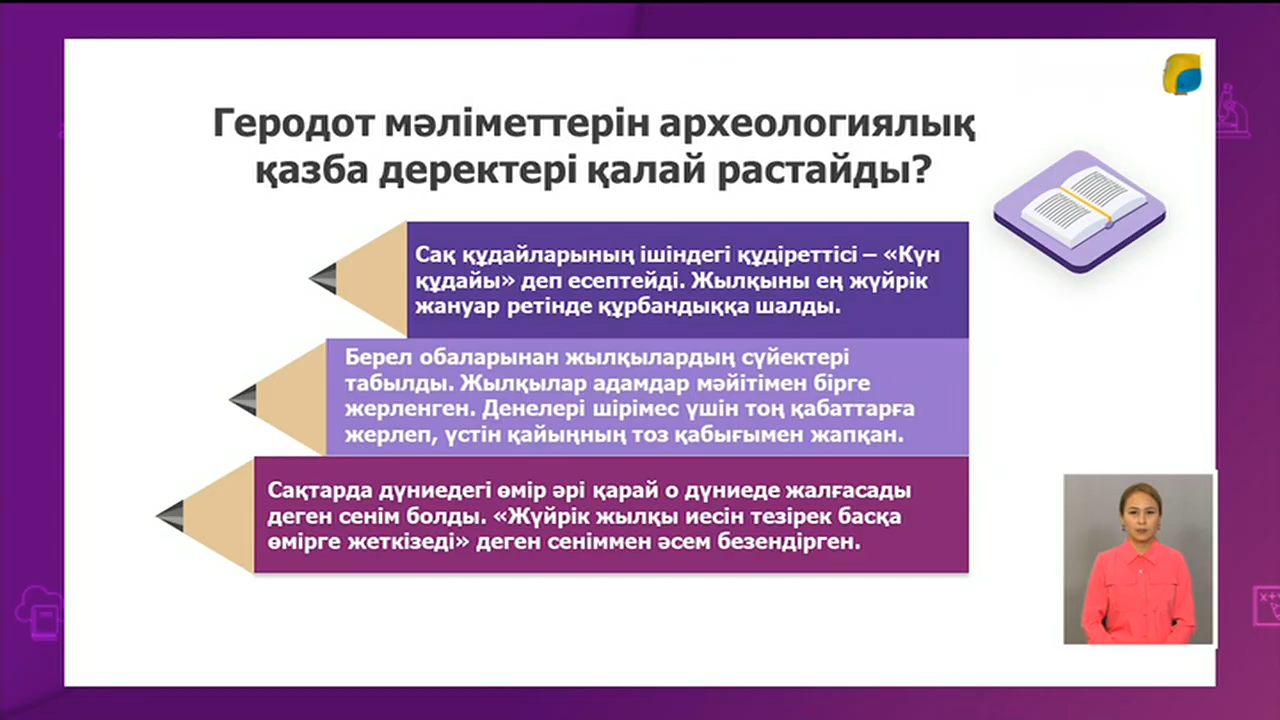 Геродот мәліметтерін археологиялық
қазба деректері қалай растайды?
Сақ құдайларының ішіндегі құдіреттісі – «Күн
құдайы» деп есептейді. Жылқыны ең жүйрік
жануар ретінде құрбандыққа шалды.
Берел обаларынан жылқылардың сүйектері
табылды. Жылқылар адамдар мәйітімен бірге
жерленген. Денелері шірімес үшін тоң қабаттарға
жерлеп, үстін қайыңның тоз қабығымен жапқан.
Сақтарда дүниедегі өмір әрі қарай о дүниеде жалғасады
деген сенім болды. «Жүйрік жылқы иесін тезірек басқа
өмірге жеткізеді» деген сеніммен әсем безендірген.